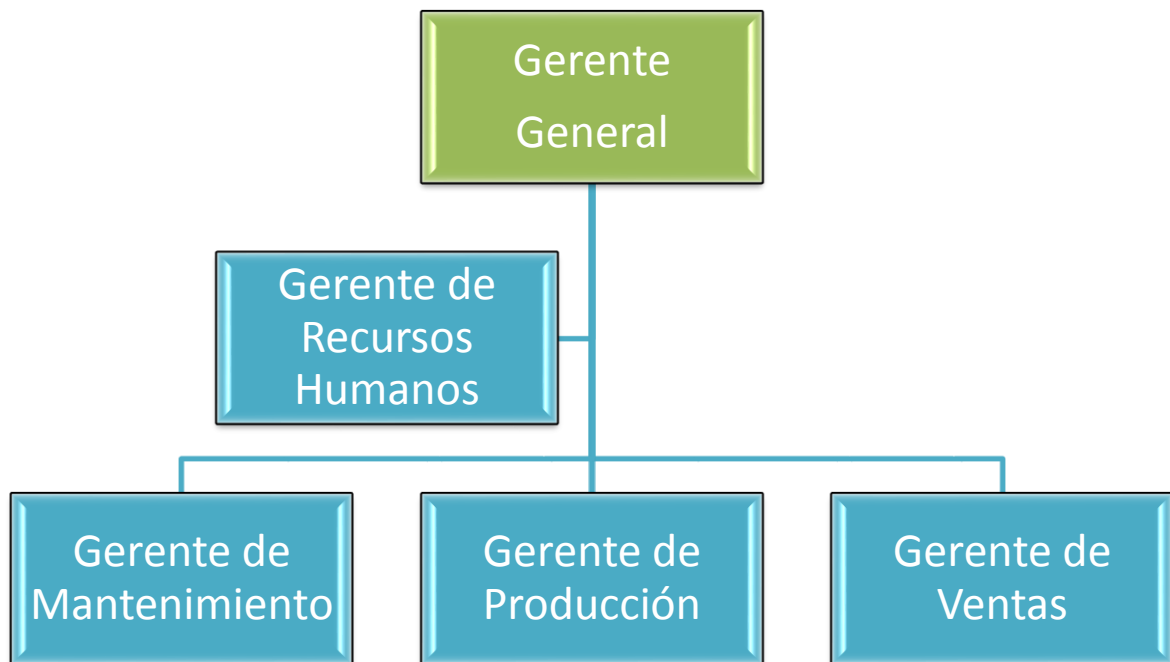 Gerente
General
Gerente de
Recursos
Humanos
Gerente de
Mantenimiento
Gerente de
Producción
Gerente de
Ventas